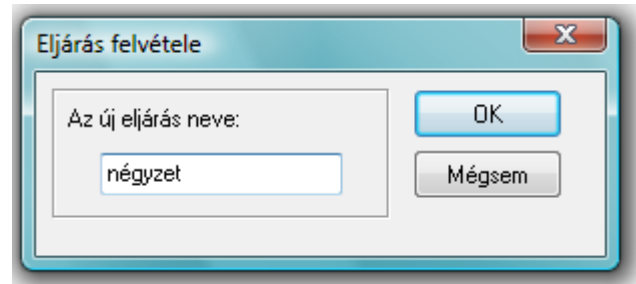 Eljárás felvétele
Az új eljárás neve:
négyzet
OK
Mégsem